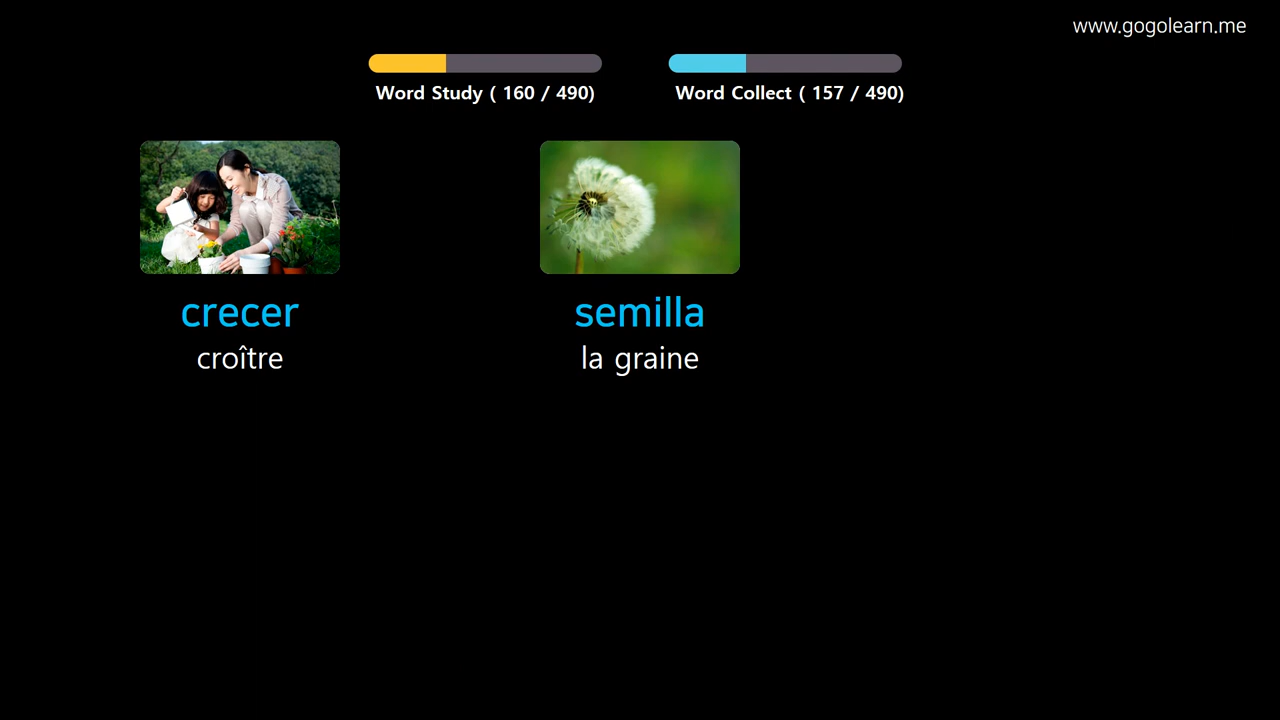 www.gogolearn.me
Word Study ( 160 / 490)
Word Collect ( 157 / 490)
crecer
croître
semilla
la graine